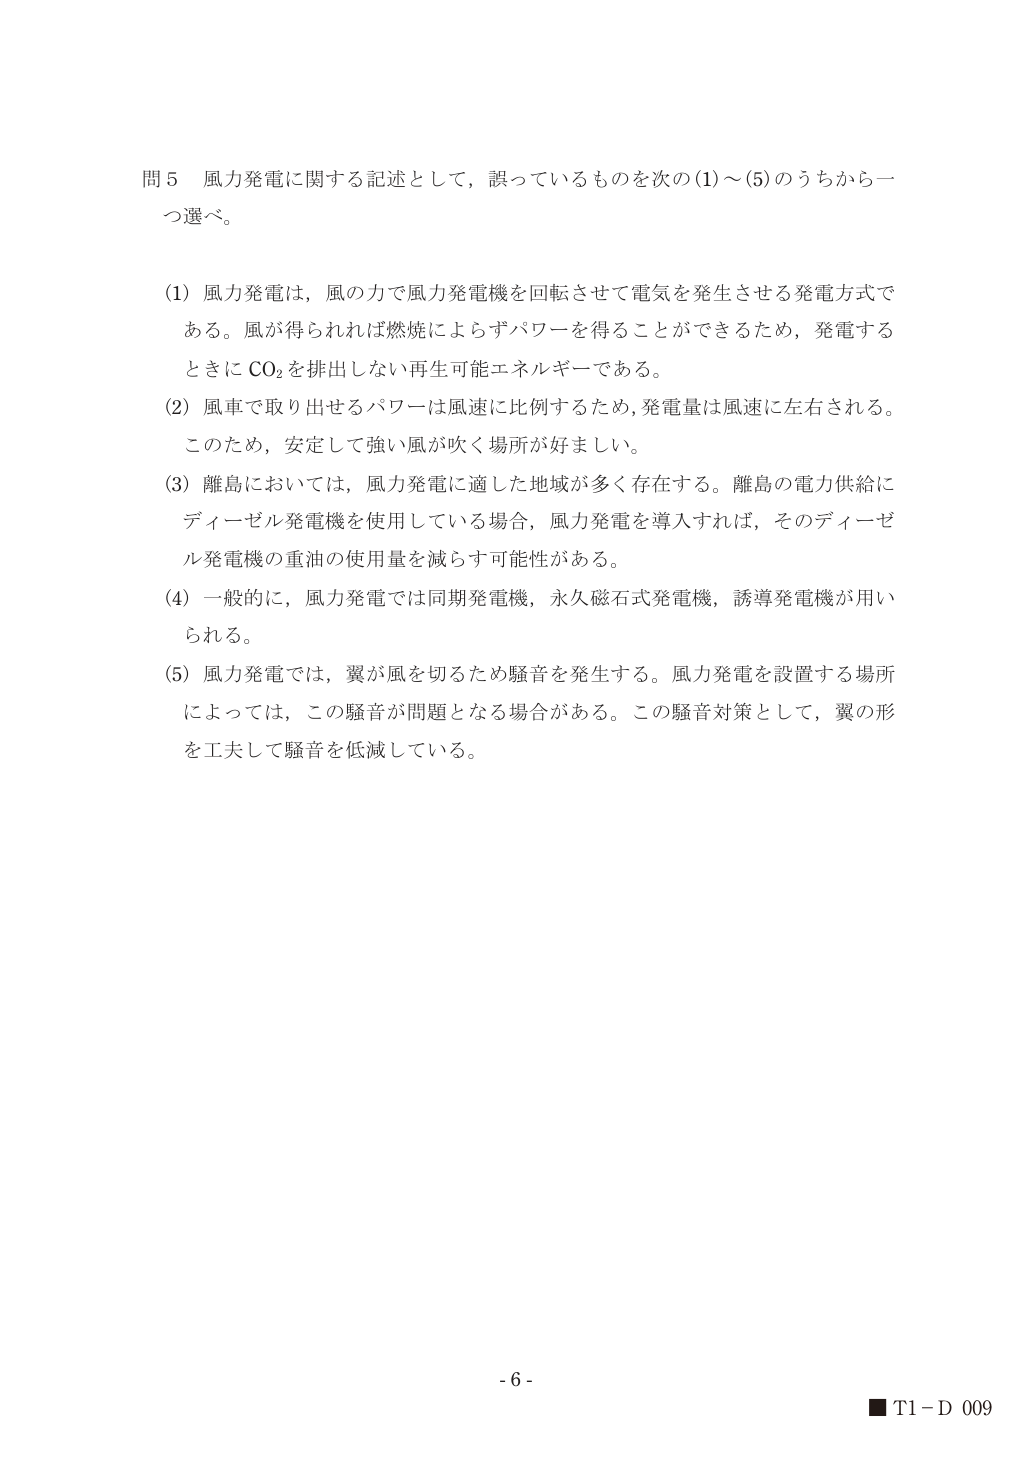 問５　風力発電に関する記述として，誤っているものを次の(1)～(5)のうちから一
つ選べ。
(1) 風力発電は，風の力で風力発電機を回転させて電気を発生させる発電方式で
ある。風が得られれば燃焼によらずパワーを得ることができるため，発電する
ときに CO₂を排出しない再生可能エネルギーである。
(2) 風車で取り出せるパワーは風速に比例するため，発電量は風速に左右される。
このため，安定して強い風が吹く場所が好ましい。
(3) 離島においては，風力発電に適した地域が多く存在する。離島の電力供給に
ディーゼル発電機を使用している場合，風力発電を導入すれば，そのディーゼ
ル発電機の重油の使用量を減らす可能性がある。
(4) 一般的に，風力発電では同期発電機，永久磁石式発電機，誘導発電機が用い
られる。
(5) 風力発電では，翼が風を切るため騒音を発生する。風力発電を設置する場所
によっては，この騒音が問題となる場合がある。この騒音対策として，翼の形
を工夫して騒音を低減している。
- 6 -
■ T1－D 009